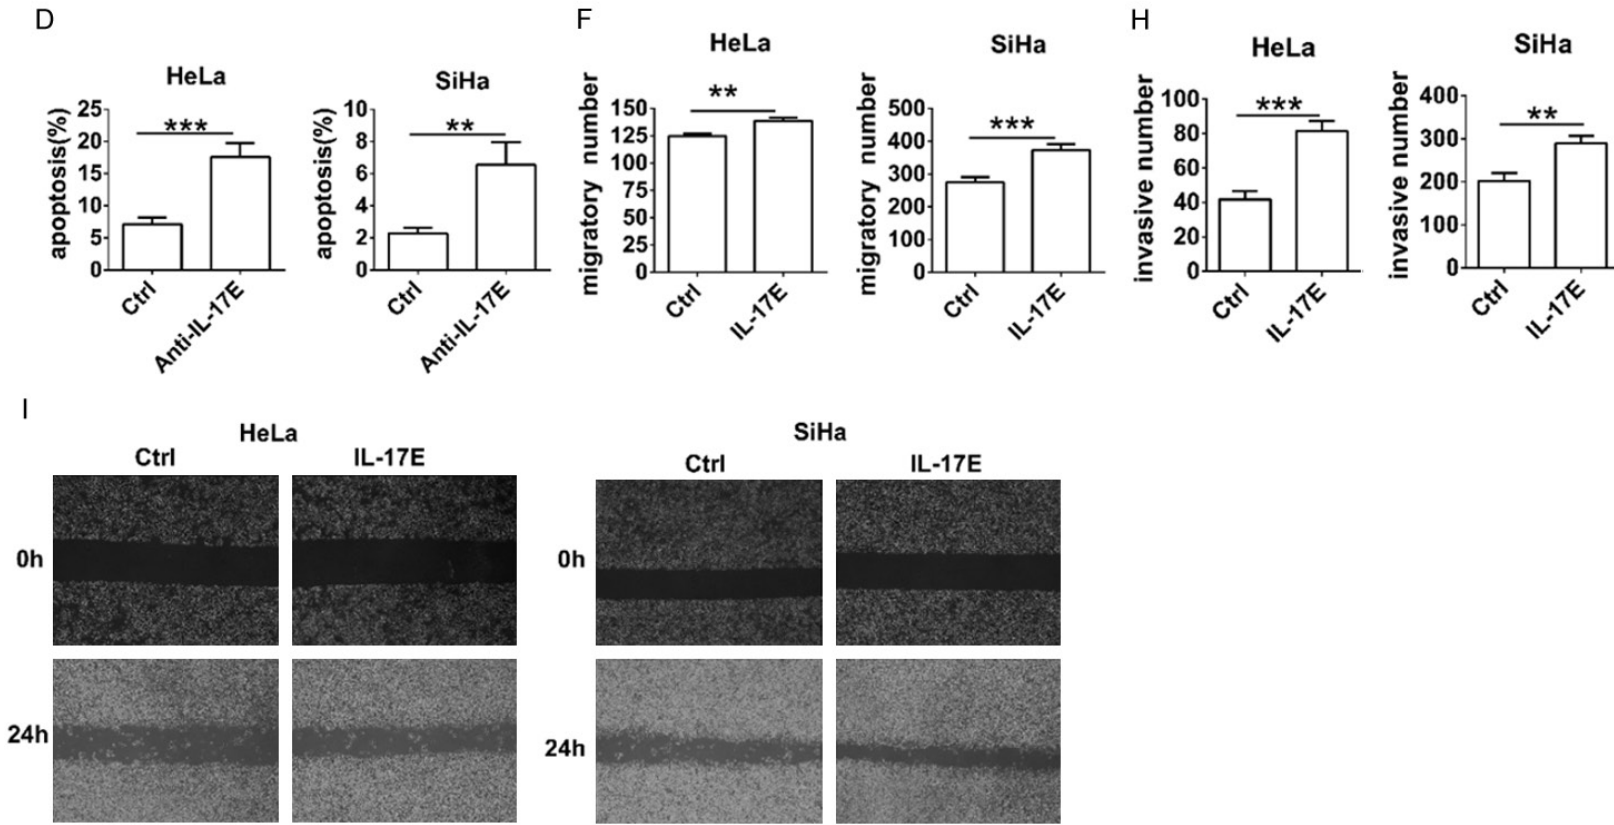 D
HeLa
apoptosis(%)
25
20
15
10
5
0
***
Ctrl
Anti-IL-17E
SiHa
apoptosis(%)
10
8
6
4
2
0
**
Ctrl
Anti-IL-17E
F
HeLa
migratory number
150
125
100
75
50
25
0
**
Ctrl
IL-17E
SiHa
migratory number
500
400
300
200
100
0
***
Ctrl
IL-17E
H
HeLa
invasive number
100
80
60
40
20
0
***
Ctrl
IL-17E
SiHa
invasive number
400
300
200
100
0
**
Ctrl
IL-17E
I
HeLa
Ctrl IL-17E
0h
24h
SiHa
Ctrl IL-17E
0h
24h